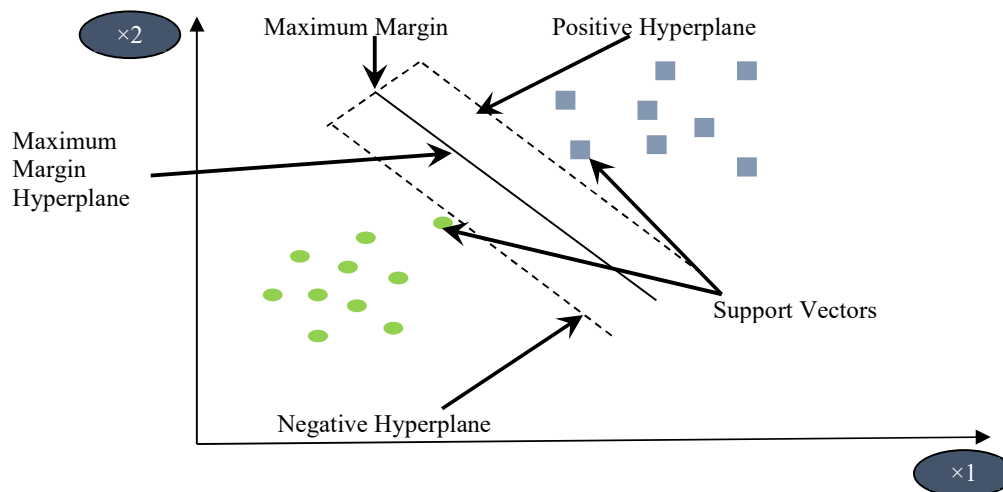 ×2
Maximum Margin
Positive Hyperplane
Maximum
Margin
Hyperplane
Support Vectors
Negative Hyperplane
×1